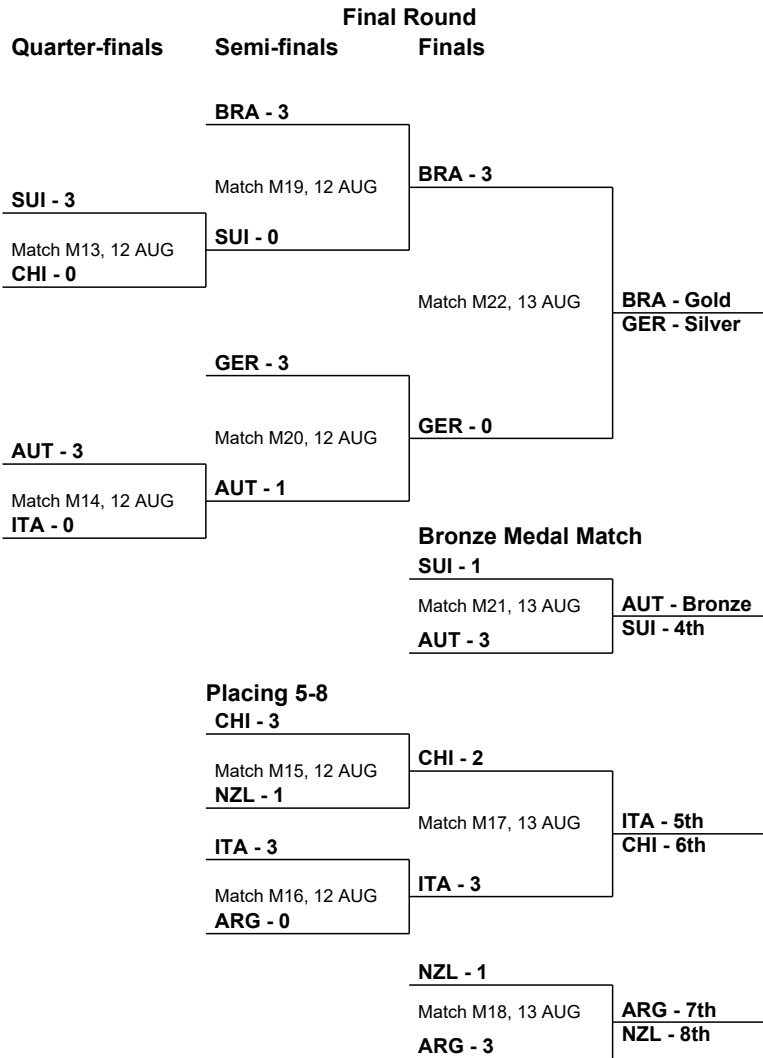 Final Round
Quarter-finals Semi-finals Finals
BRA - 3
Match M19, 12 AUG
BRA - 3
SUI - 3
Match M13, 12 AUG
SUI - 0
CHI - 0
Match M22, 13 AUG
BRA - Gold
GER - Silver
GER - 3
Match M20, 12 AUG
GER - 0
AUT - 3
Match M14, 12 AUG
AUT - 1
ITA - 0
Bronze Medal Match
SUI - 1
Match M21, 13 AUG
AUT - Bronze
SUI - 4th
AUT - 3
Placing 5-8
CHI - 3
Match M15, 12 AUG
CHI - 2
NZL - 1
Match M17, 13 AUG
ITA - 5th
CHI - 6th
ITA - 3
Match M16, 12 AUG
ITA - 3
ARG - 0
NZL - 1
Match M18, 13 AUG
ARG - 7th
NZL - 8th
ARG - 3